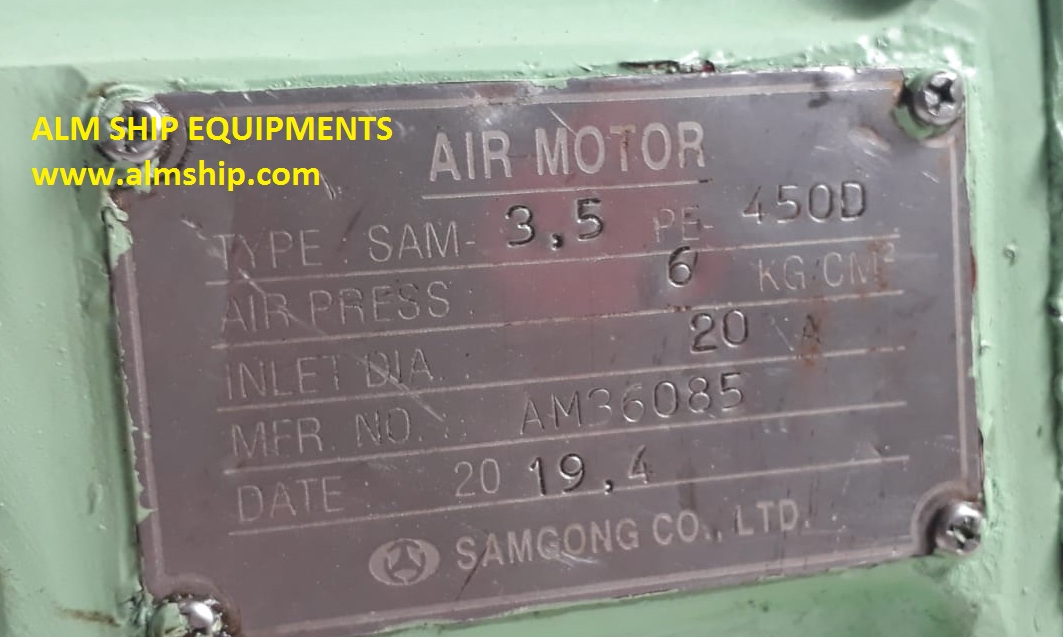 ALM SHIP EQUIPMENTS
www.almship.com
AIR MOTOR
TYPE : SAM- 3,5 PE- 450D
AIR PRESS : 6 KG/CM²
INLET DIA. : 20 A
MFR. NO. : AM36085
DATE : 20 19,4
SAMGONG CO., LTD.